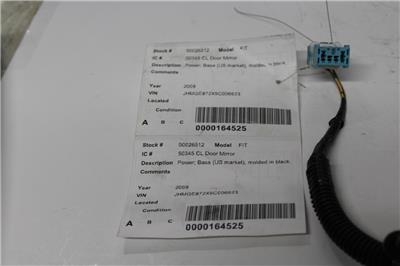 Stock # 00026012 Model FIT
IC # 50345 CL Door Mirror
Description Power; Base (US market), molded in black
Comments
Year 2009
VIN
Located
Condition
A B C 0000164525
Stock # 00026012 Model FIT
IC # 50345 CL Door Mirror
Description Power; Base (US market), molded in black
Comments
Year 2009
VIN
Located
Condition
A B C 0000164525